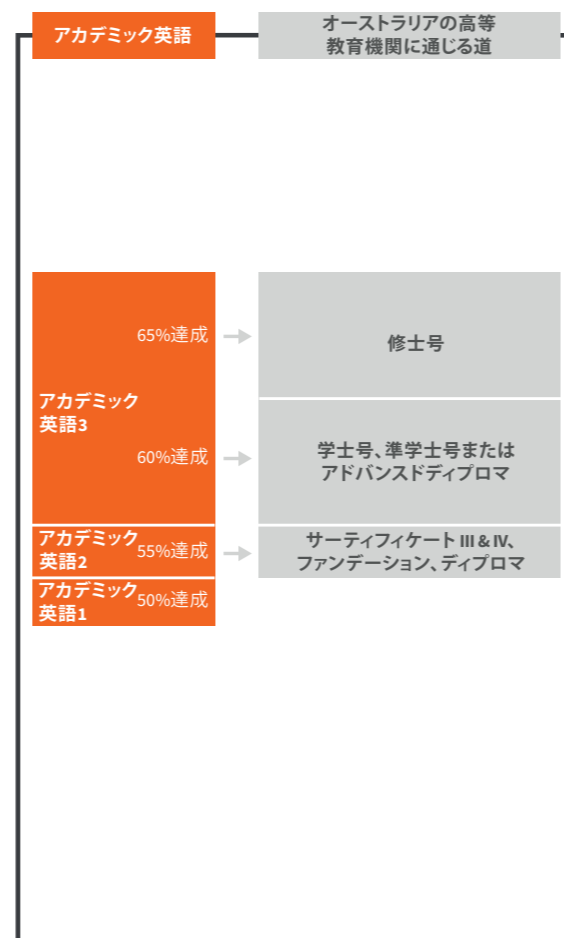 アカデミック英語
オーストラリアの高等
教育機関に通じる道
65%達成
修士号
アカデミック
英語3
60%達成
学士号、準学士号または
アドバンスドディプロマ
アカデミック
英語2
55%達成
サーティフィケート III & IV、
ファンデーション、ディプロマ
アカデミック
英語1
50%達成